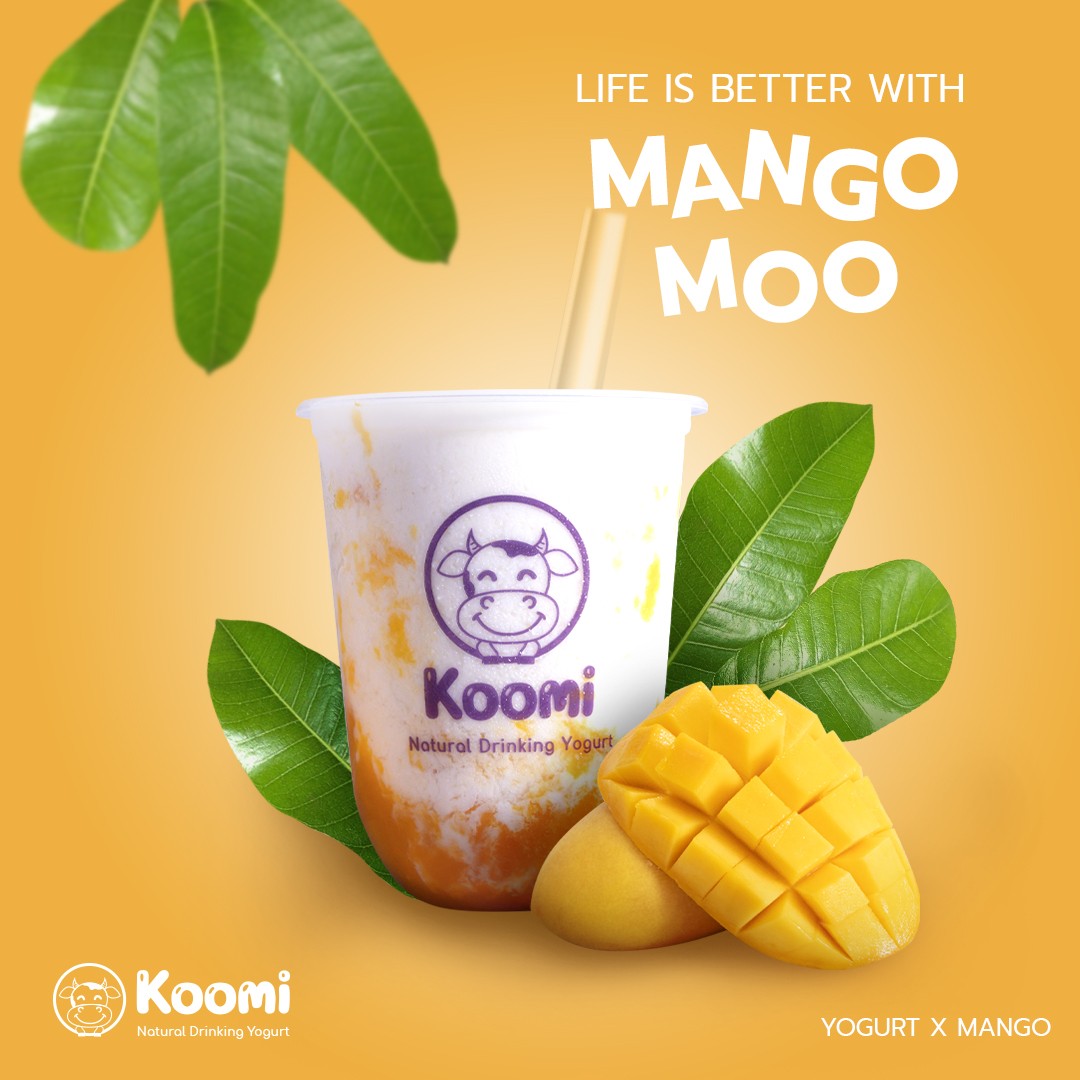 LIFE IS BETTER WITH
MANGO
MOO
Koomi
Natural Drinking Yogurt
Koomi
Natural Drinking Yogurt
YOGURT X MANGO